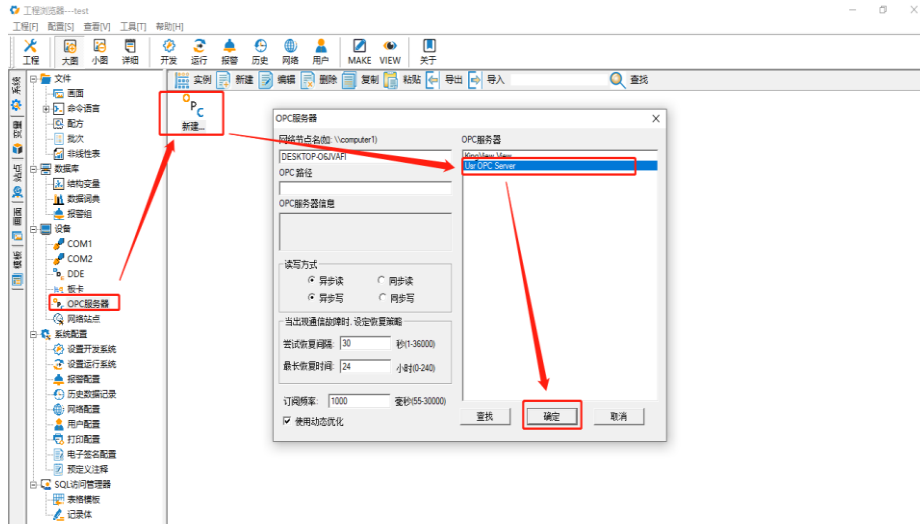 工程浏览器---test
工程[F] 配置[S] 查看[V] 工具[T] 帮助[H]
工程 大图 小图 详细 开发 运行 报警 历史 网络 用户 MAKE VIEW 关于
系统
变量
站点
画面
模板
文件
画面
命令语言
配方
批次
非线性表
数据库
结构变量
数据词典
报警组
设备
COM1
COM2
DDE
板卡
OPC服务器
网络站点
系统配置
设置开发系统
设置运行系统
报警配置
历史数据记录
网络配置
用户配置
打印配置
电子签名配置
预定义注释
SQL访问管理器
表格模板
记录体
实例 新建 编辑 删除 复制 粘贴 导出 导入 查找
OPC
新建...
OPC服务器
网络节点名(如: \\computer1)
DESKTOP-O6JVAFI
OPC 路径
OPC服务器信息
读写方式
异步读 同步读
异步写 同步写
当出现通信故障时, 设定恢复策略
尝试恢复间隔: 30 秒(1-36000)
最长恢复时间: 24 小时(0-240)
订阅频率: 1000 毫秒(55-30000)
使用动态优化
OPC服务器
KingView.View
Usr OPC Server
查找 确定 取消